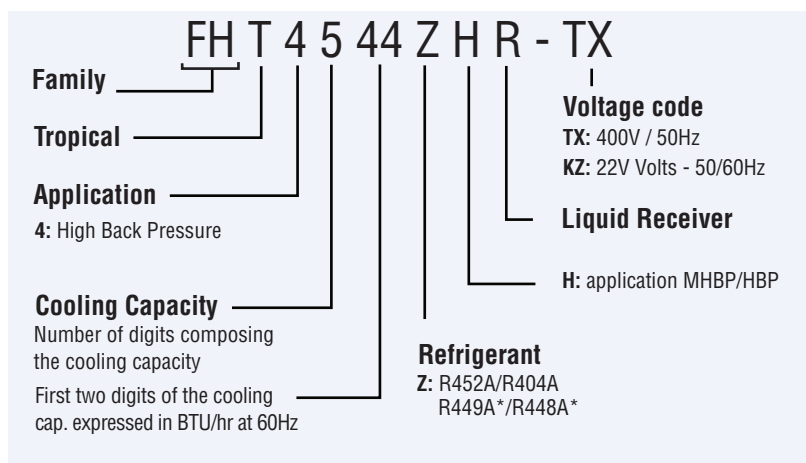 FH T 4 5 44 Z H R - TX
Family
Tropical
Application
4: High Back Pressure
Cooling Capacity
Number of digits composing
the cooling capacity
First two digits of the cooling
cap. expressed in BTU/hr at 60Hz
Voltage code
TX: 400V / 50Hz
KZ: 22V Volts - 50/60Hz
Liquid Receiver
H: application MHBP/HBP
Refrigerant
Z: R452A/R404A
R449A*/R448A*